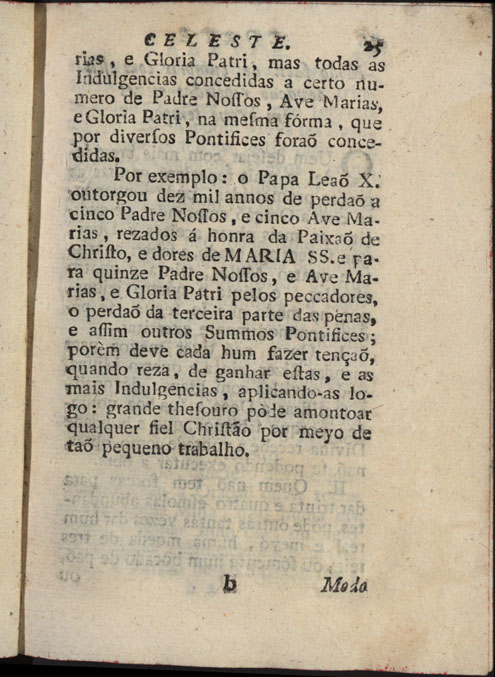 CELESTE. 25
rias, e Gloria Patri, mas todas as
Indulgencias concedidas a certo nu-
mero de Padre Noſſos, Ave Marias,
e Gloria Patri, na meſma fórma, que
por diverſos Pontifices foraõ conce-
didas.
Por exemplo: o Papa Leaõ X.
outorgou dez mil annos de perdaõ a
cinco Padre Noſſos, e cinco Ave Ma-
rias, rezados á honra da Paixaõ de
Chriſto, e dores de MARIA SS. e pa-
ra quinze Padre Noſſos, e Ave Ma-
rias, e Gloria Patri pelos peccadores,
o perdaõ da terceira parte das penas,
e aſſim outros Summos Pontifices;
porèm deve cada hum fazer tençaõ,
quando reza, de ganhar eſtas, e as
mais Indulgencias, aplicando-as lo-
go: grande theſouro pòde amontoar
qualquer fiel Chriſtão por meyo de
taõ pequeno trabalho.
b Modo